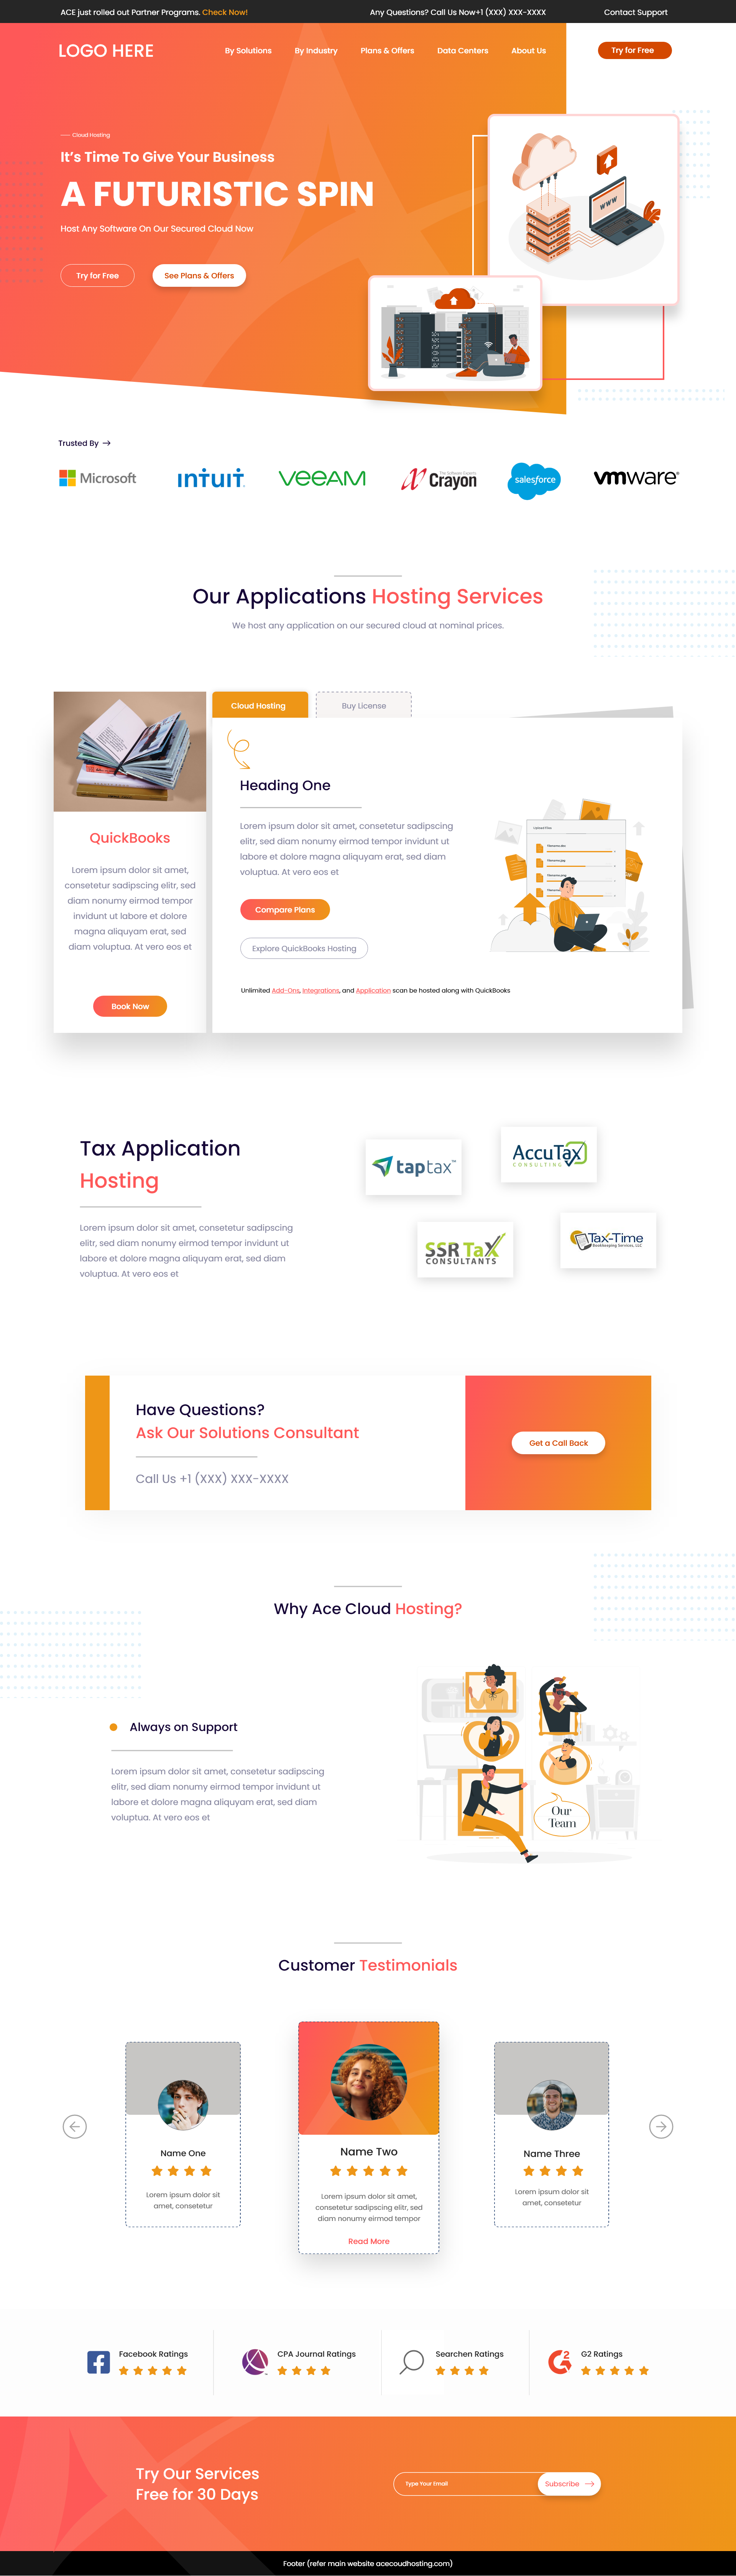 ACE just rolled out Partner Programs. Check Now!
Any Questions? Call Us Now+1 (XXX) XXX-XXXX
Contact Support
LOGO HERE
By Solutions
By Industry
Plans & Offers
Data Centers
About Us
Try for Free
Cloud Hosting
It's Time To Give Your Business
A FUTURISTIC SPIN
Host Any Software On Our Secured Cloud Now
Try for Free
See Plans & Offers
WWW
Trusted By
Microsoft
intuit
veeAM
The Software Experts
Crayon
salesforce
vmware
Our Applications Hosting Services
We host any application on our secured cloud at nominal prices.
Cloud Hosting
Buy License
QuickBooks
Lorem ipsum dolor sit amet,
consetetur sadipscing elitr, sed
diam nonumy eirmod tempor
invidunt ut labore et dolore
magna aliquyam erat, sed
diam voluptua. At vero eos et
Book Now
Heading One
Lorem ipsum dolor sit amet, consetetur sadipscing
elitr, sed diam nonumy eirmod tempor invidunt ut
labore et dolore magna aliquyam erat, sed diam
voluptua. At vero eos et
Compare Plans
Explore QuickBooks Hosting
Unlimited Add-Ons, Integrations, and Application scan be hosted along with QuickBooks
Tax Application
Hosting
Lorem ipsum dolor sit amet, consetetur sadipscing
elitr, sed diam nonumy eirmod tempor invidunt ut
labore et dolore magna aliquyam erat, sed diam
voluptua. At vero eos et
taptax™
AccuTax
CONSULTING
SSR TaX
CONSULTANTS
Tax-Time
Bookkeeping Services, LLC
Have Questions?
Ask Our Solutions Consultant
Call Us +1 (XXX) XXX-XXXX
Get a Call Back
Why Ace Cloud Hosting?
Always on Support
Lorem ipsum dolor sit amet, consetetur sadipscing
elitr, sed diam nonumy eirmod tempor invidunt ut
labore et dolore magna aliquyam erat, sed diam
voluptua. At vero eos et
Our
Team
Customer Testimonials
Name One
Lorem ipsum dolor sit
amet, consetetur
Name Two
Lorem ipsum dolor sit amet,
consetetur sadipscing elitr, sed
diam nonumy eirmod tempor
Read More
Name Three
Lorem ipsum dolor sit
amet, consetetur
Facebook Ratings
CPA Journal Ratings
Searchen Ratings
G2 Ratings
Try Our Services
Free for 30 Days
Type Your Email
Subscribe
Footer (refer main website acecoudhosting.com)